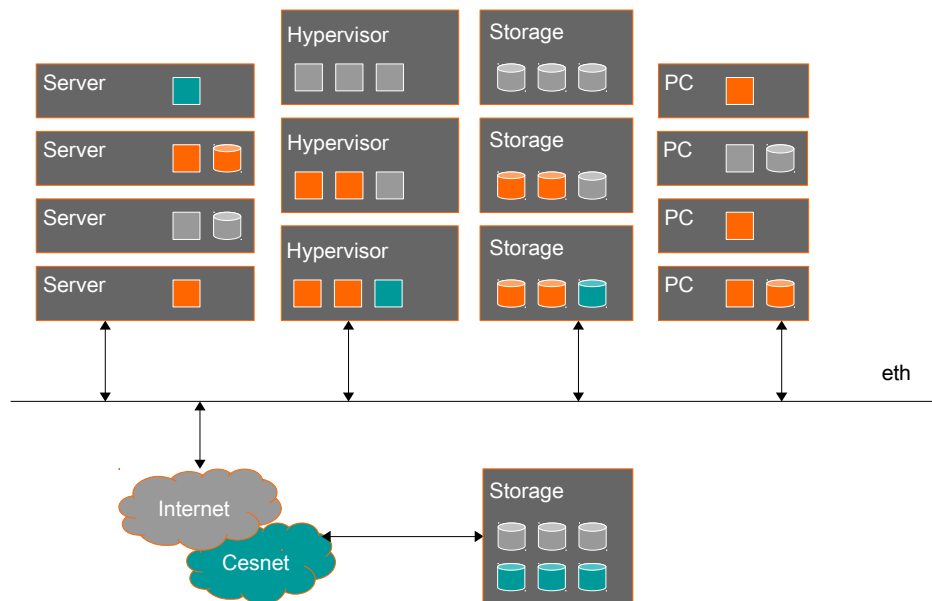 Hypervisor
Storage
Server
PC
Server
Hypervisor
Storage
PC
Server
PC
Server
Hypervisor
Storage
PC
eth
Internet
Storage
Cesnet